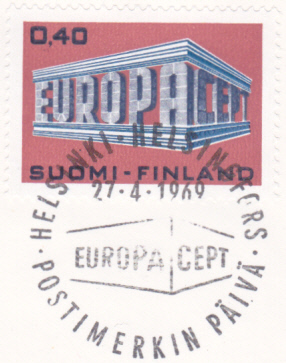 0,40
EUROPA CEPT
SUOMI-FINLAND
HELSINKI · HELSINGFORS
27·4·1969
EUROPA CEPT
· POSTIMERKIN PÄIVÄ ·